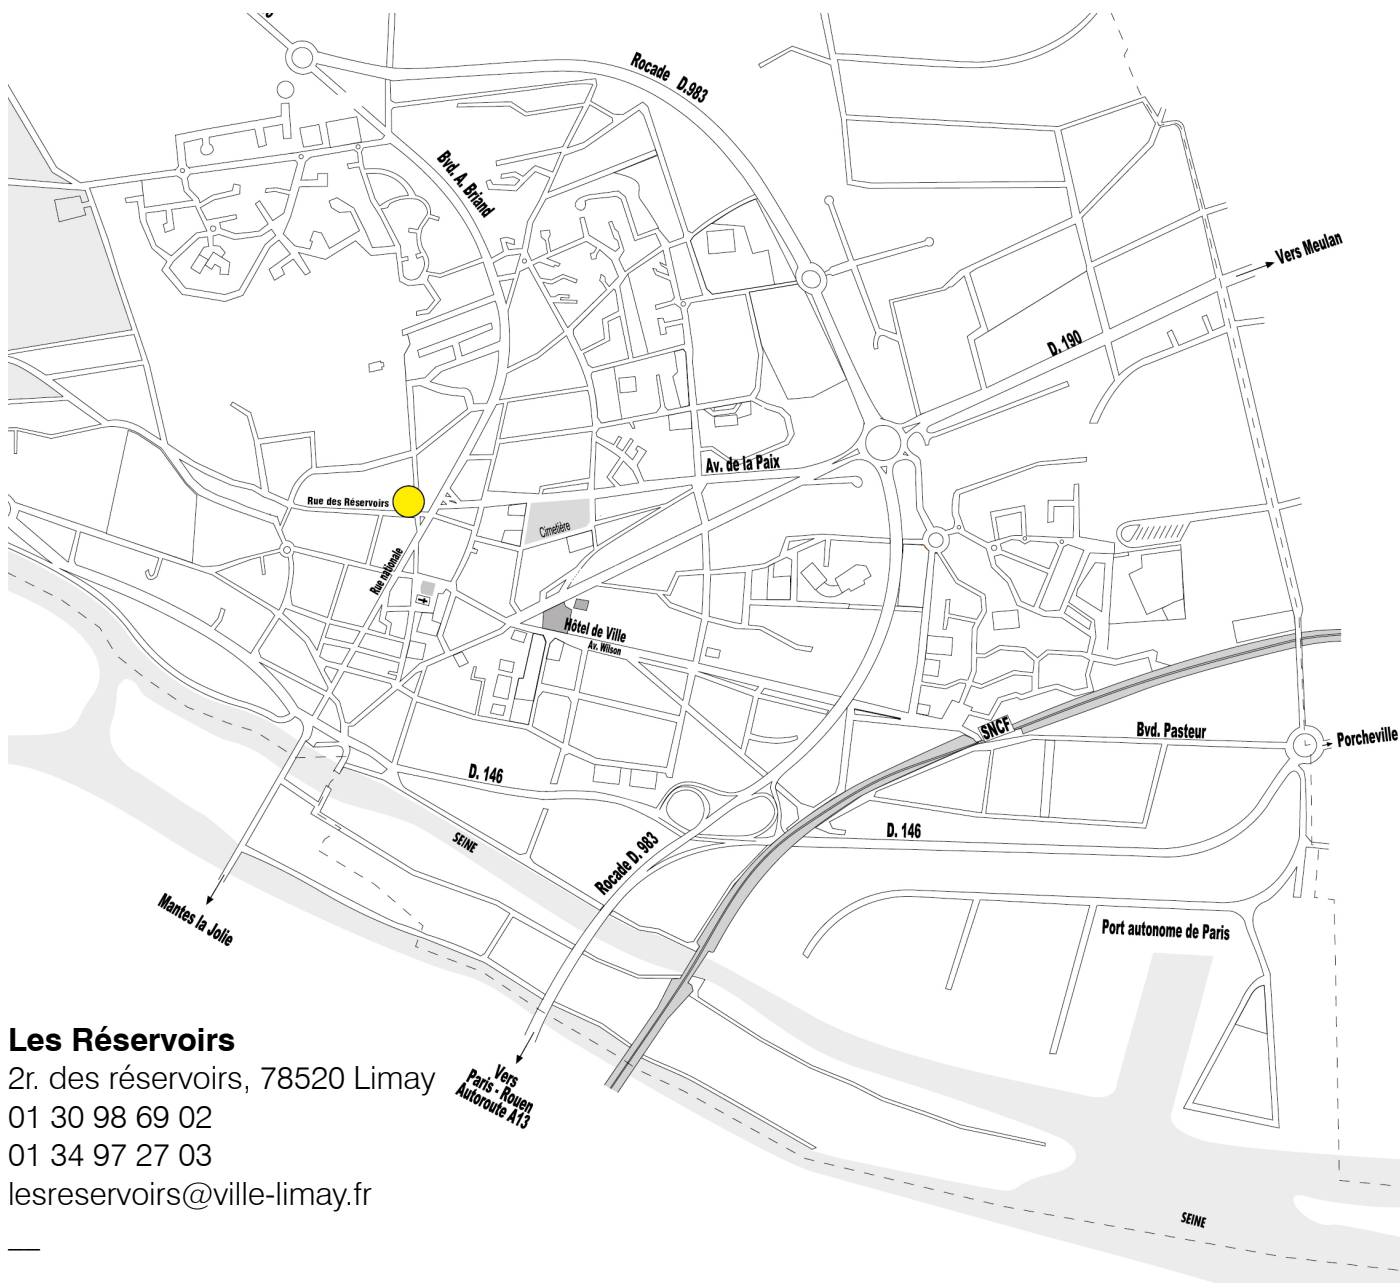 Rocade D.983
Bvd. A. Briand
Vers Meulan
D. 190
Av. de la Paix
Rue des Réservoirs
Cimetière
Rue nationale
Hôtel de Ville
Av. Wilson
SNCF
Bvd. Pasteur
Porcheville
D. 146
D. 146
SEINE
Rocade D. 983
Mantes la Jolie
Port autonome de Paris
Vers
Paris - Rouen
Autoroute A13
SEINE
Les Réservoirs
2r. des réservoirs, 78520 Limay
01 30 98 69 02
01 34 97 27 03
lesreservoirs@ville-limay.fr